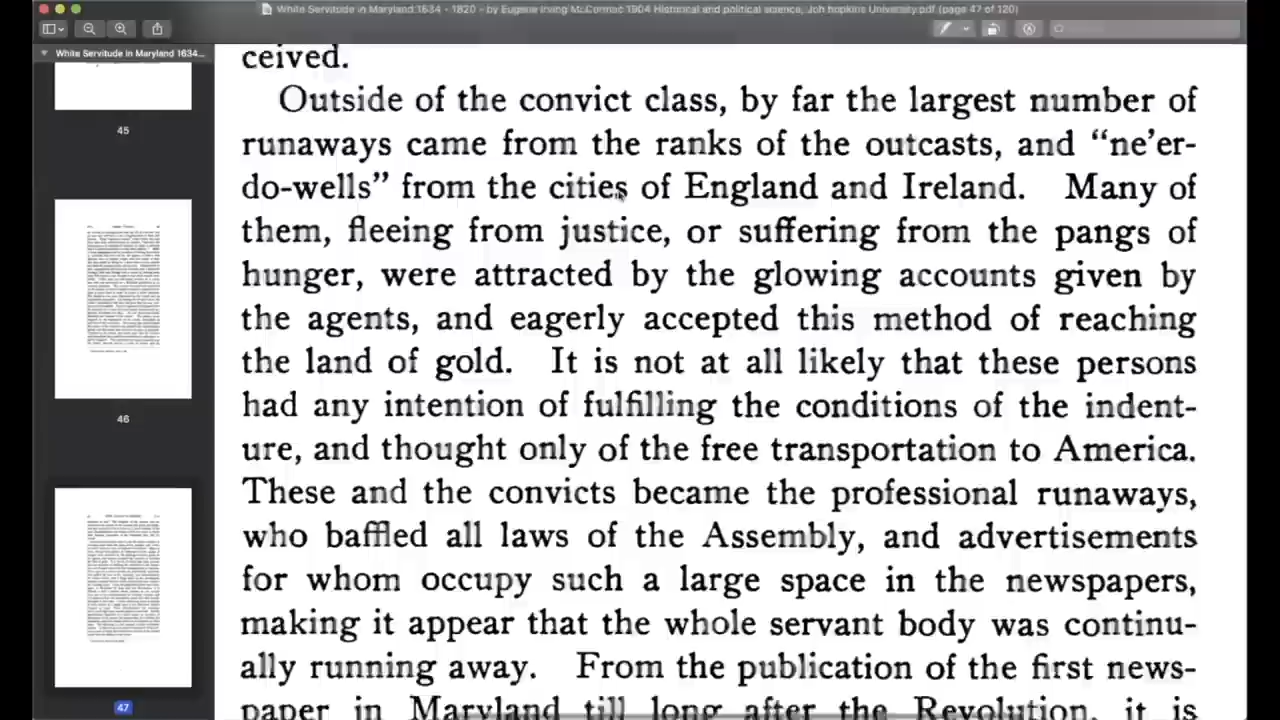 White Servitude in Maryland 1634 - 1820 - by Eugene Irving McCormac 1904 Historical and political science, Joh hopkins University.pdf (page 47 of 120)
White Servitude in Maryland 1634...
45
46
47
ceived.
Outside of the convict class, by far the largest number of
runaways came from the ranks of the outcasts, and “ne’er-
do-wells” from the cities of England and Ireland. Many of
them, fleeing from justice, or suffering from the pangs of
hunger, were attracted by the glowing accounts given by
the agents, and eagerly accepted this method of reaching
the land of gold. It is not at all likely that these persons
had any intention of fulfilling the conditions of the indent-
ure, and thought only of the free transportation to America.
These and the convicts became the professional runaways,
who baffled all laws of the Assembly, and advertisements
for whom occupy such a large space in the newspapers,
making it appear that the whole servant body was continu-
ally running away. From the publication of the first news-
paper in Maryland till long after the Revolution, it is